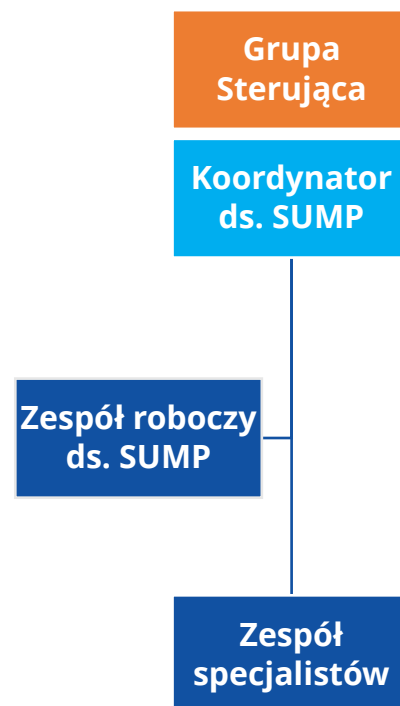 Grupa
Sterująca
Koordynator
ds. SUMP
Zespół roboczy
ds. SUMP
Zespół
specjalistów